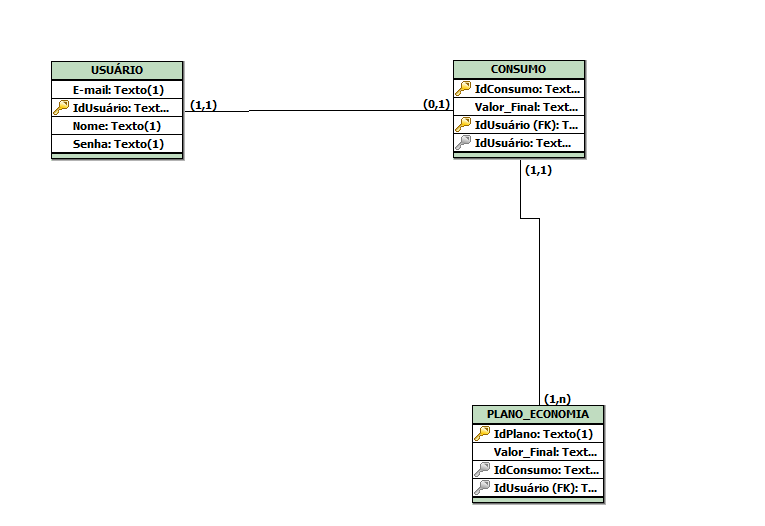 USUÁRIO
E-mail: Texto(1)
IdUsuário: Text...
Nome: Texto(1)
Senha: Texto(1)
(1,1)
(0,1)
CONSUMO
IdConsumo: Text...
Valor_Final: Text...
IdUsuário (FK): T...
IdUsuário: Text...
(1,1)
(1,n)
PLANO_ECONOMIA
IdPlano: Texto(1)
Valor_Final: Text...
IdConsumo: Text...
IdUsuário (FK): T...